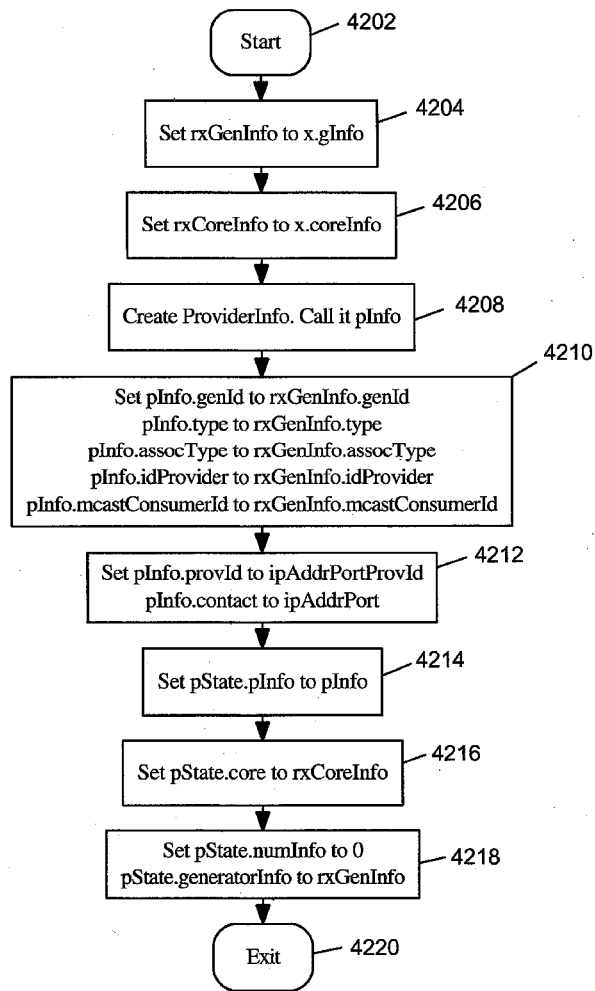 Start
4202
Set rxGenInfo to x.gInfo
4204
Set rxCoreInfo to x.coreInfo
4206
Create ProviderInfo. Call it pInfo
4208
4210
Set pInfo.genId to rxGenInfo.genId
pInfo.type to rxGenInfo.type
pInfo.assocType to rxGenInfo.assocType
pInfo.idProvider to rxGenInfo.idProvider
pInfo.mcastConsumerId to rxGenInfo.mcastConsumerId
Set pInfo.provId to ipAddrPortProvId
pInfo.contact to ipAddrPort
4212
Set pState.pInfo to pInfo
4214
Set pState.core to rxCoreInfo
4216
Set pState.numInfo to 0
pState.generatorInfo to rxGenInfo
4218
Exit
4220